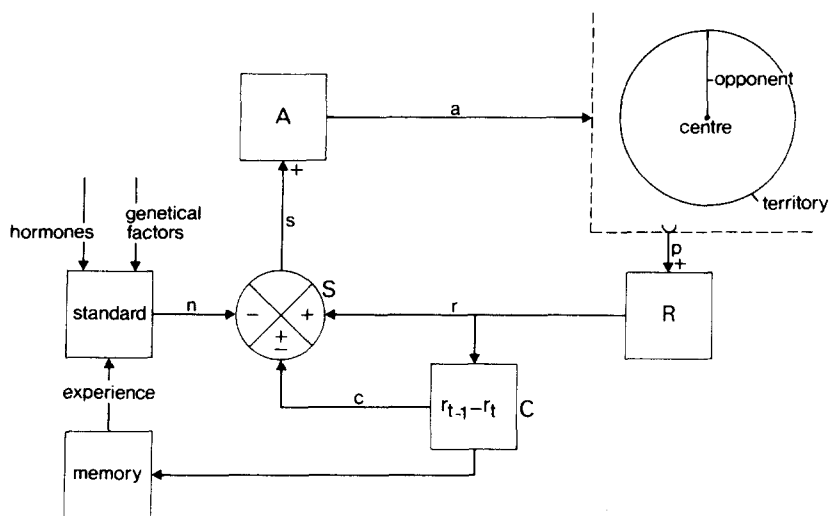 opponent
centre
territory
A
a
+
s
hormones
genetical
factors
standard
n
-
+
±
S
r
p
+
R
c
r_{t-1}-r_t
C
experience
memory